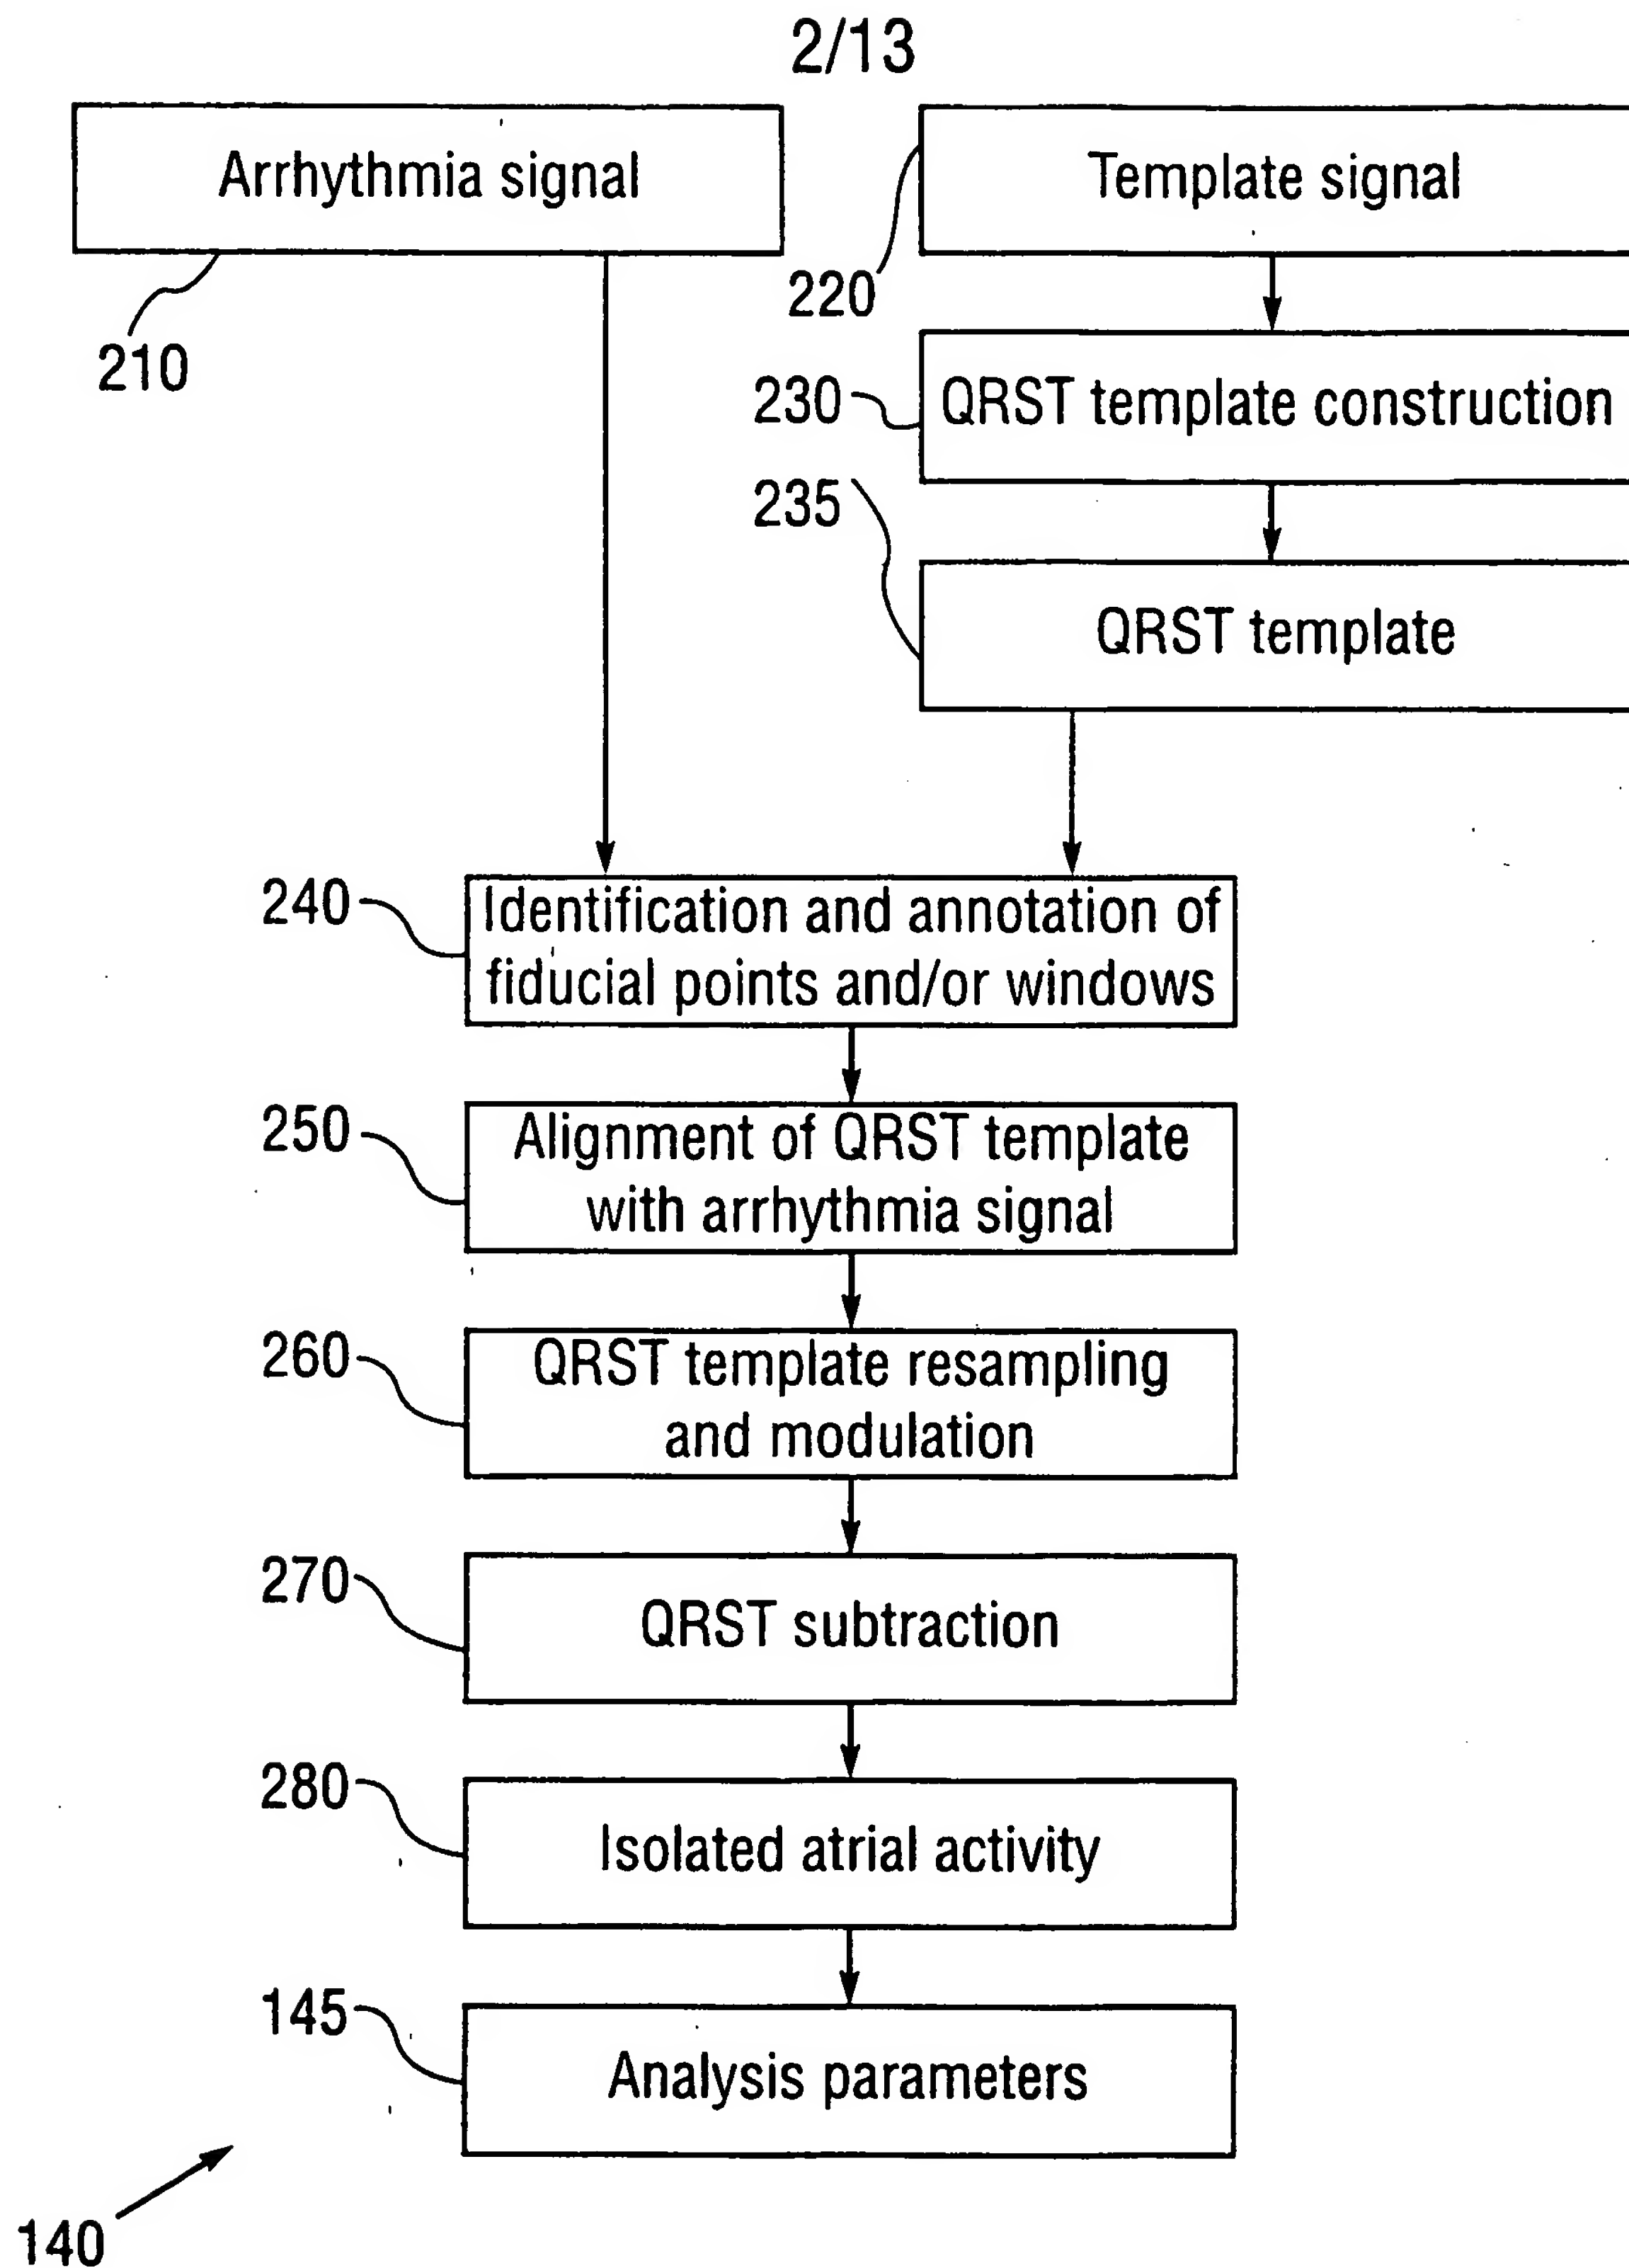 2/13
Arrhythmia signal
Template signal
220
210
230
QRST template construction
235
QRST template
240
Identification and annotation of
fiducial points and/or windows
250
Alignment of QRST template
with arrhythmia signal
260
QRST template resampling
and modulation
270
QRST subtraction
280
Isolated atrial activity
145
Analysis parameters
140